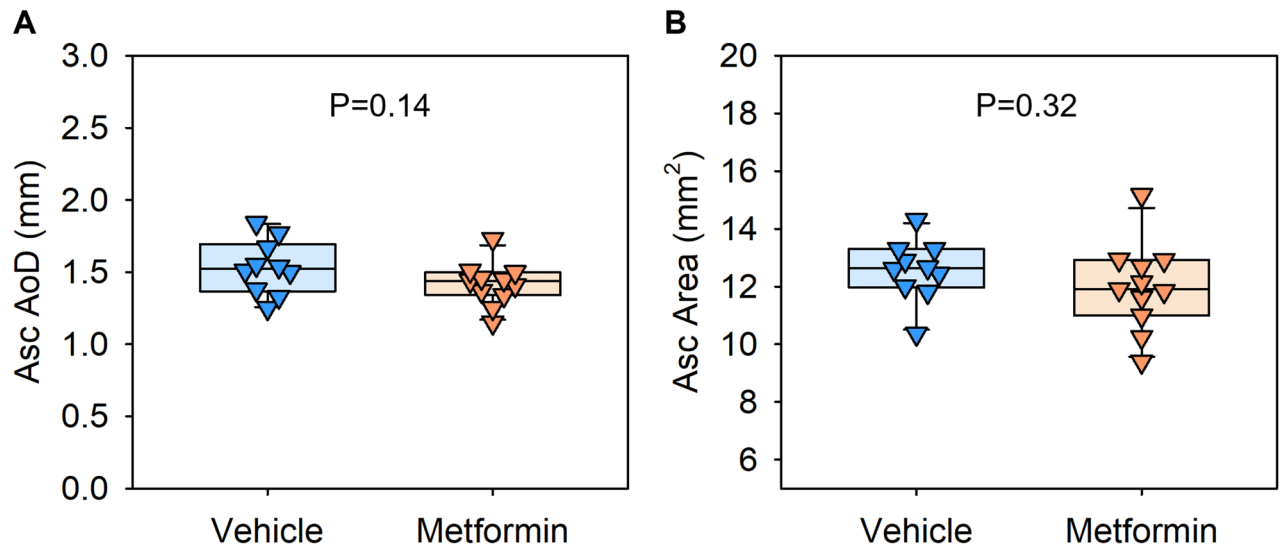 A
Asc AoD (mm)
3.0
2.5
2.0
1.5
1.0
0.5
0.0
P=0.14
Vehicle
Metformin
B
Asc Area (mm²)
20
18
16
14
12
10
8
6
P=0.32
Vehicle
Metformin